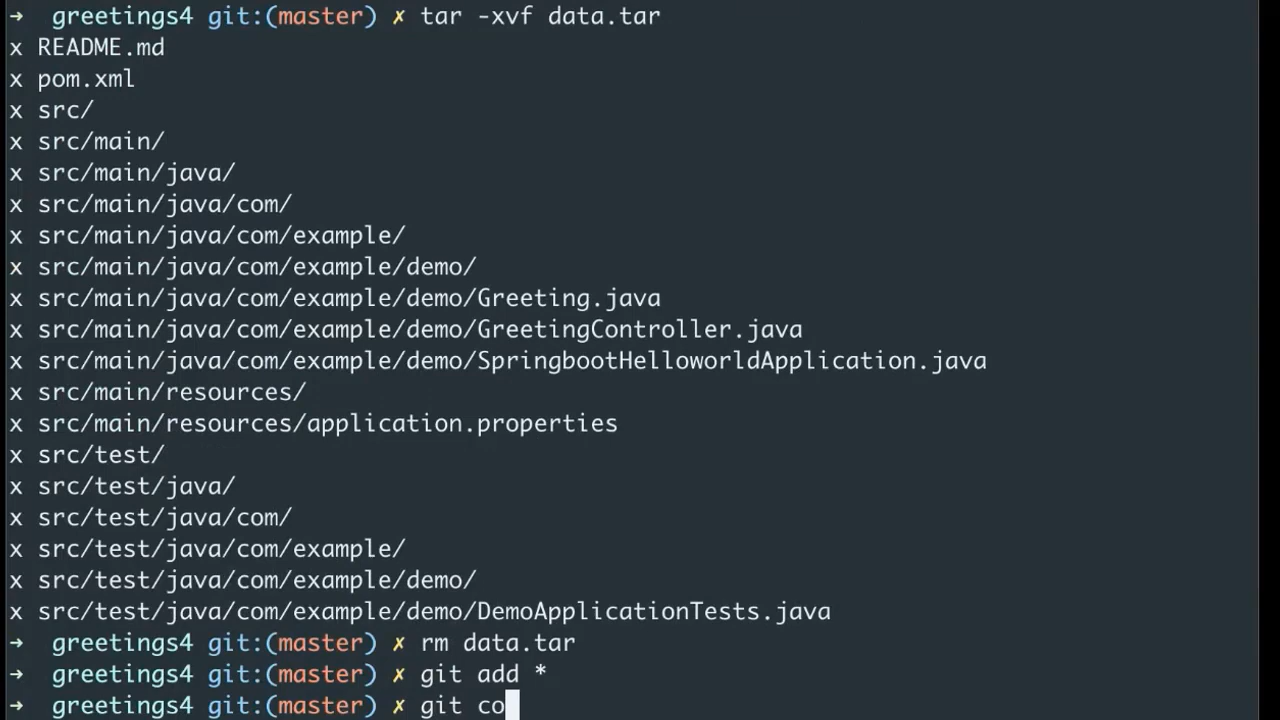 ➜ greetings4 git:(master) ✗ tar -xvf data.tar
x README.md
x pom.xml
x src/
x src/main/
x src/main/java/
x src/main/java/com/
x src/main/java/com/example/
x src/main/java/com/example/demo/
x src/main/java/com/example/demo/Greeting.java
x src/main/java/com/example/demo/GreetingController.java
x src/main/java/com/example/demo/SpringbootHelloworldApplication.java
x src/main/resources/
x src/main/resources/application.properties
x src/test/
x src/test/java/
x src/test/java/com/
x src/test/java/com/example/
x src/test/java/com/example/demo/
x src/test/java/com/example/demo/DemoApplicationTests.java
➜ greetings4 git:(master) ✗ rm data.tar
➜ greetings4 git:(master) ✗ git add *
➜ greetings4 git:(master) ✗ git co